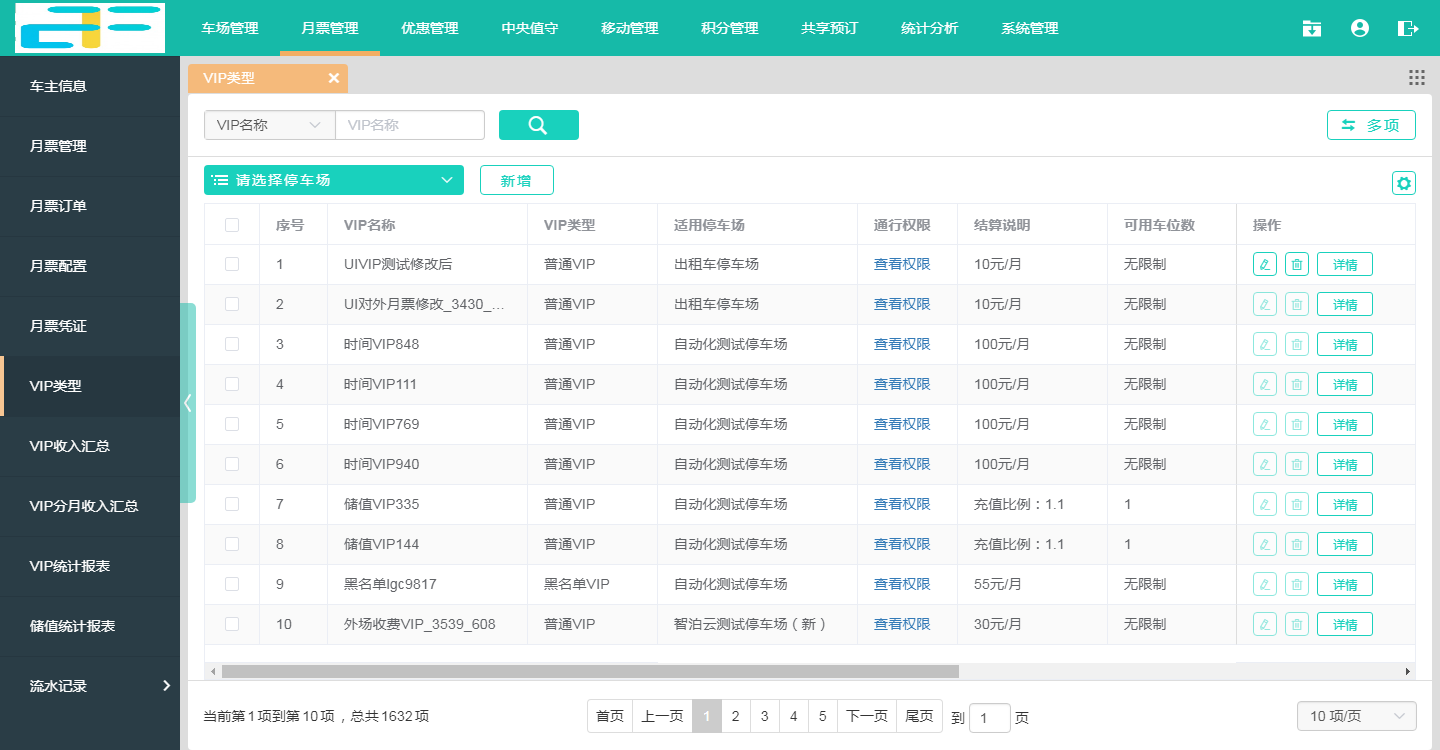 车场管理 月票管理 优惠管理 中央值守 移动管理 积分管理 共享预订 统计分析 系统管理
车主信息
月票管理
月票订单
月票配置
月票凭证
VIP类型
VIP收入汇总
VIP分月收入汇总
VIP统计报表
储值统计报表
流水记录
VIP类型
VIP名称 VIP名称 多项
请选择停车场 新增
序号 VIP名称 VIP类型 适用停车场 通行权限 结算说明 可用车位数 操作
1 UIVIP测试修改后 普通VIP 出租车停车场 查看权限 10元/月 无限制 详情
2 UI对外月票修改_3430_... 普通VIP 出租车停车场 查看权限 10元/月 无限制 详情
3 时间VIP848 普通VIP 自动化测试停车场 查看权限 100元/月 无限制 详情
4 时间VIP111 普通VIP 自动化测试停车场 查看权限 100元/月 无限制 详情
5 时间VIP769 普通VIP 自动化测试停车场 查看权限 100元/月 无限制 详情
6 时间VIP940 普通VIP 自动化测试停车场 查看权限 100元/月 无限制 详情
7 储值VIP335 普通VIP 自动化测试停车场 查看权限 充值比例：1.1 1 详情
8 储值VIP144 普通VIP 自动化测试停车场 查看权限 充值比例：1.1 1 详情
9 黑名单lgc9817 黑名单VIP 自动化测试停车场 查看权限 55元/月 无限制 详情
10 外场收费VIP_3539_608 普通VIP 智泊云测试停车场（新） 查看权限 30元/月 无限制 详情
当前第1项到第10项，总共1632项 首页 上一页 1 2 3 4 5 下一页 尾页 到 1 页 10 项/页